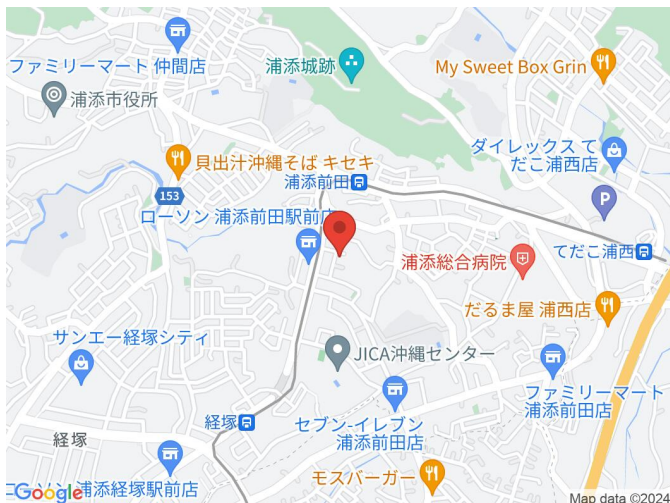 ファミリーマート 仲間店
浦添城跡
My Sweet Box Grin
浦添市役所
ダイレックス て
だこ浦西店
貝出汁沖縄そば キセキ
浦添前田
P
153
ローソン 浦添前田駅前店
てだこ浦西
浦添総合病院
だるま屋 浦西店
サンエー経塚シティ
JICA沖縄センター
ファミリーマート
浦添前田店
経塚
セブン-イレブン
浦添前田店
経塚
浦添経塚駅前店
モスバーガー
Google
Map data ©2024